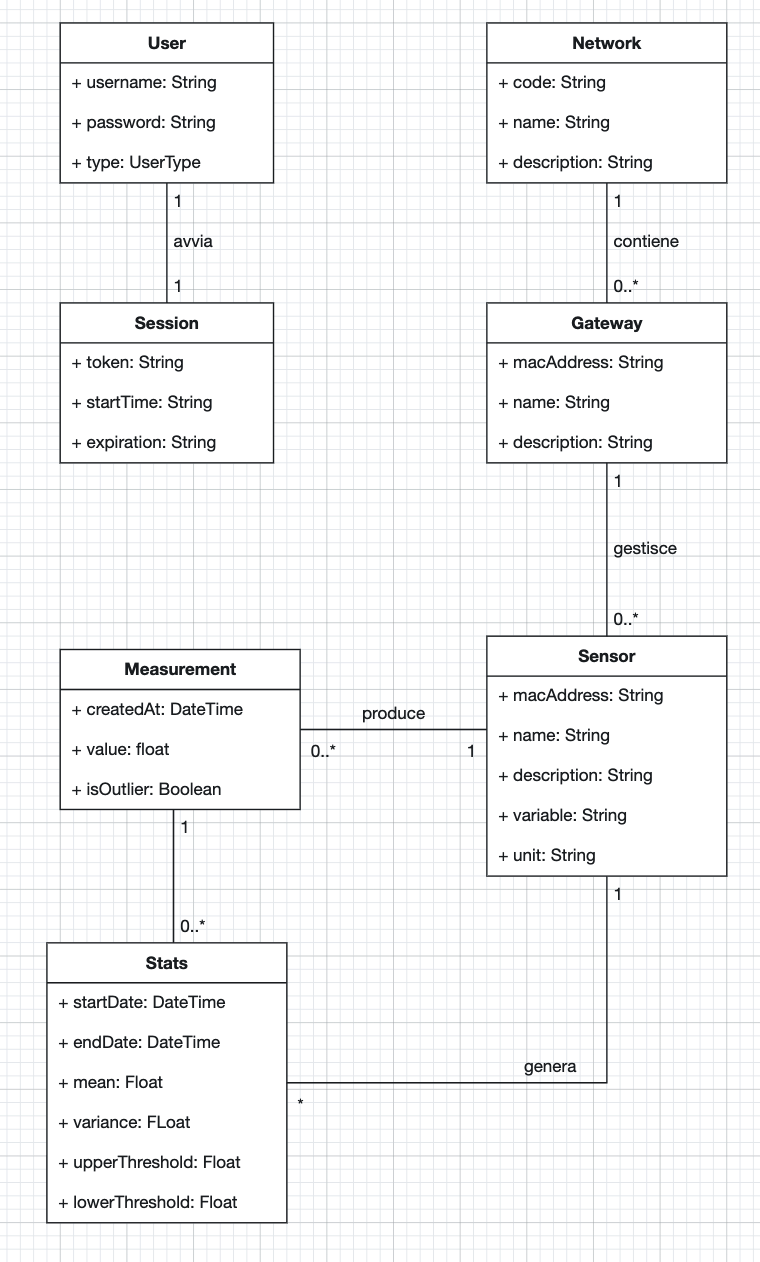 User
+ username: String
+ password: String
+ type: UserType
1
avvia
1
Session
+ token: String
+ startTime: String
+ expiration: String
Network
+ code: String
+ name: String
+ description: String
1
contiene
0..*
Gateway
+ macAddress: String
+ name: String
+ description: String
1
gestisce
0..*
Sensor
+ macAddress: String
+ name: String
+ description: String
+ variable: String
+ unit: String
1
produce
0..*
1
Measurement
+ createdAt: DateTime
+ value: float
+ isOutlier: Boolean
1
0..*
Stats
+ startDate: DateTime
+ endDate: DateTime
+ mean: Float
+ variance: FLoat
+ upperThreshold: Float
+ lowerThreshold: Float
genera
*